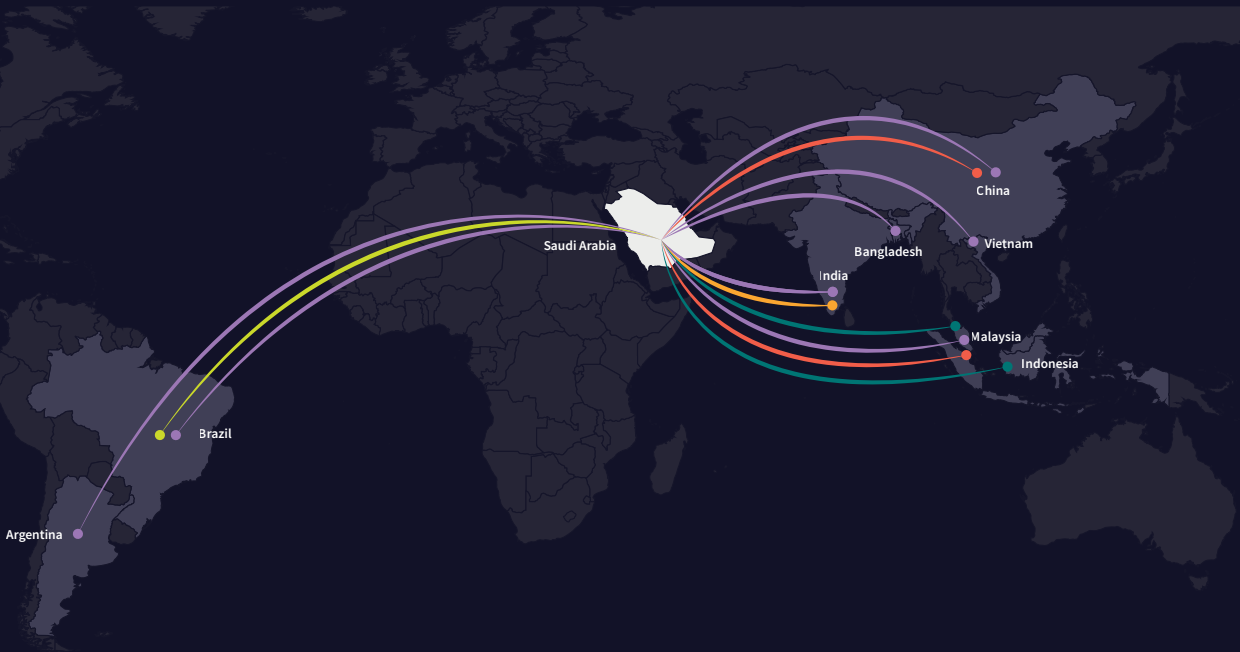 China
Saudi Arabia
Bangladesh
Vietnam
India
Malaysia
Indonesia
Brazil
Argentina